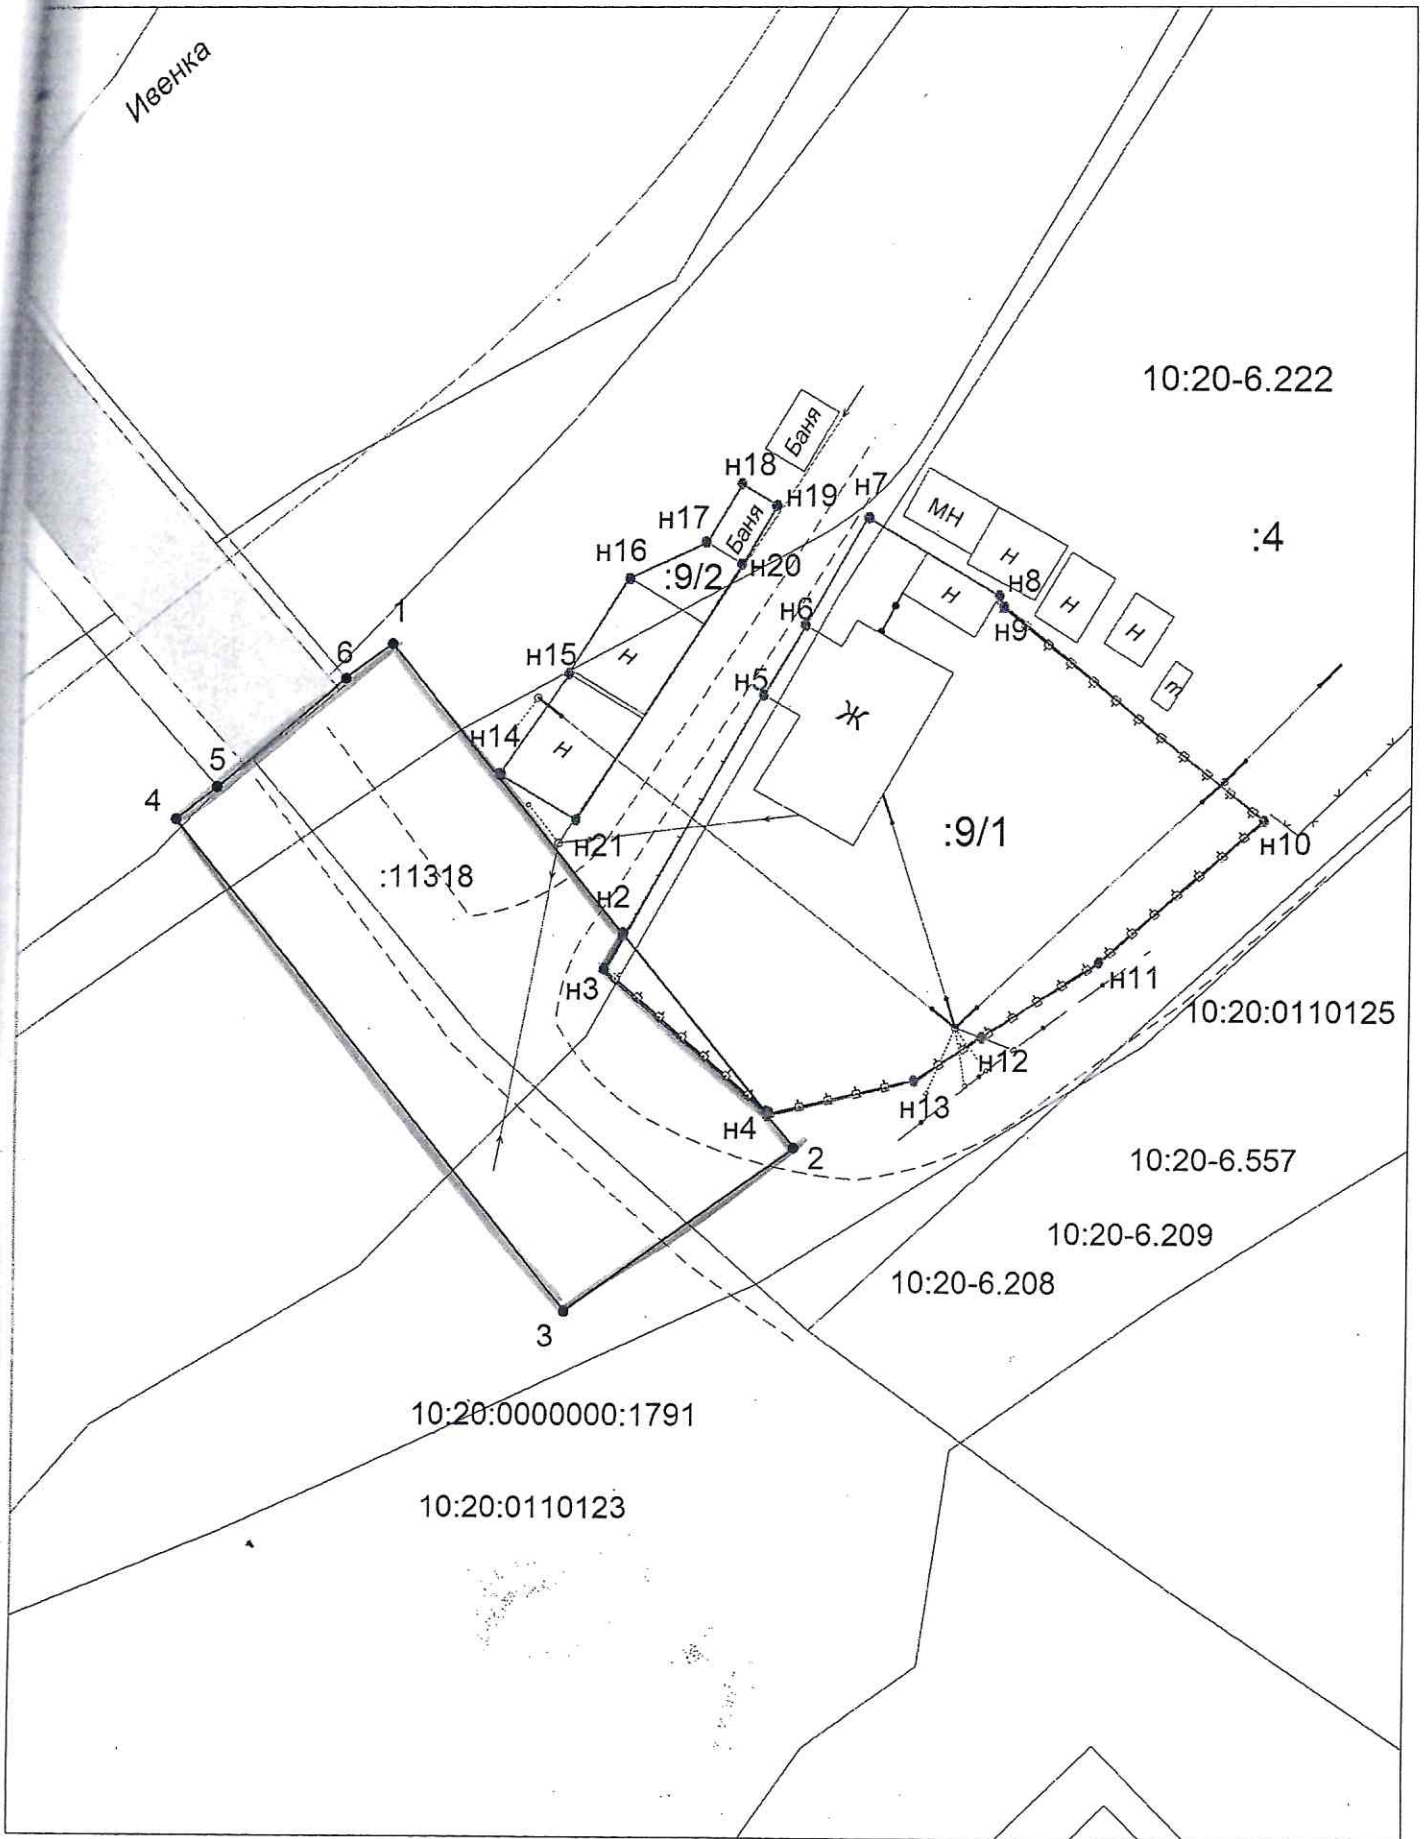 Ивенка
10:20-6.222
Баня
н18
н7
н19
МН
н17
Баня
:4
н16
н20
Н
:9/2
н8
Н
Н
1
н6
н9
Н
н15
Н
6
н5
т
Ж
н14
Н
5
4
:9/1
н21
н10
:11318
н2
н3
н11
10:20:0110125
н12
н13
н4
2
10:20-6.557
10:20-6.209
10:20-6.208
3
10:20:0000000:1791
10:20:0110123